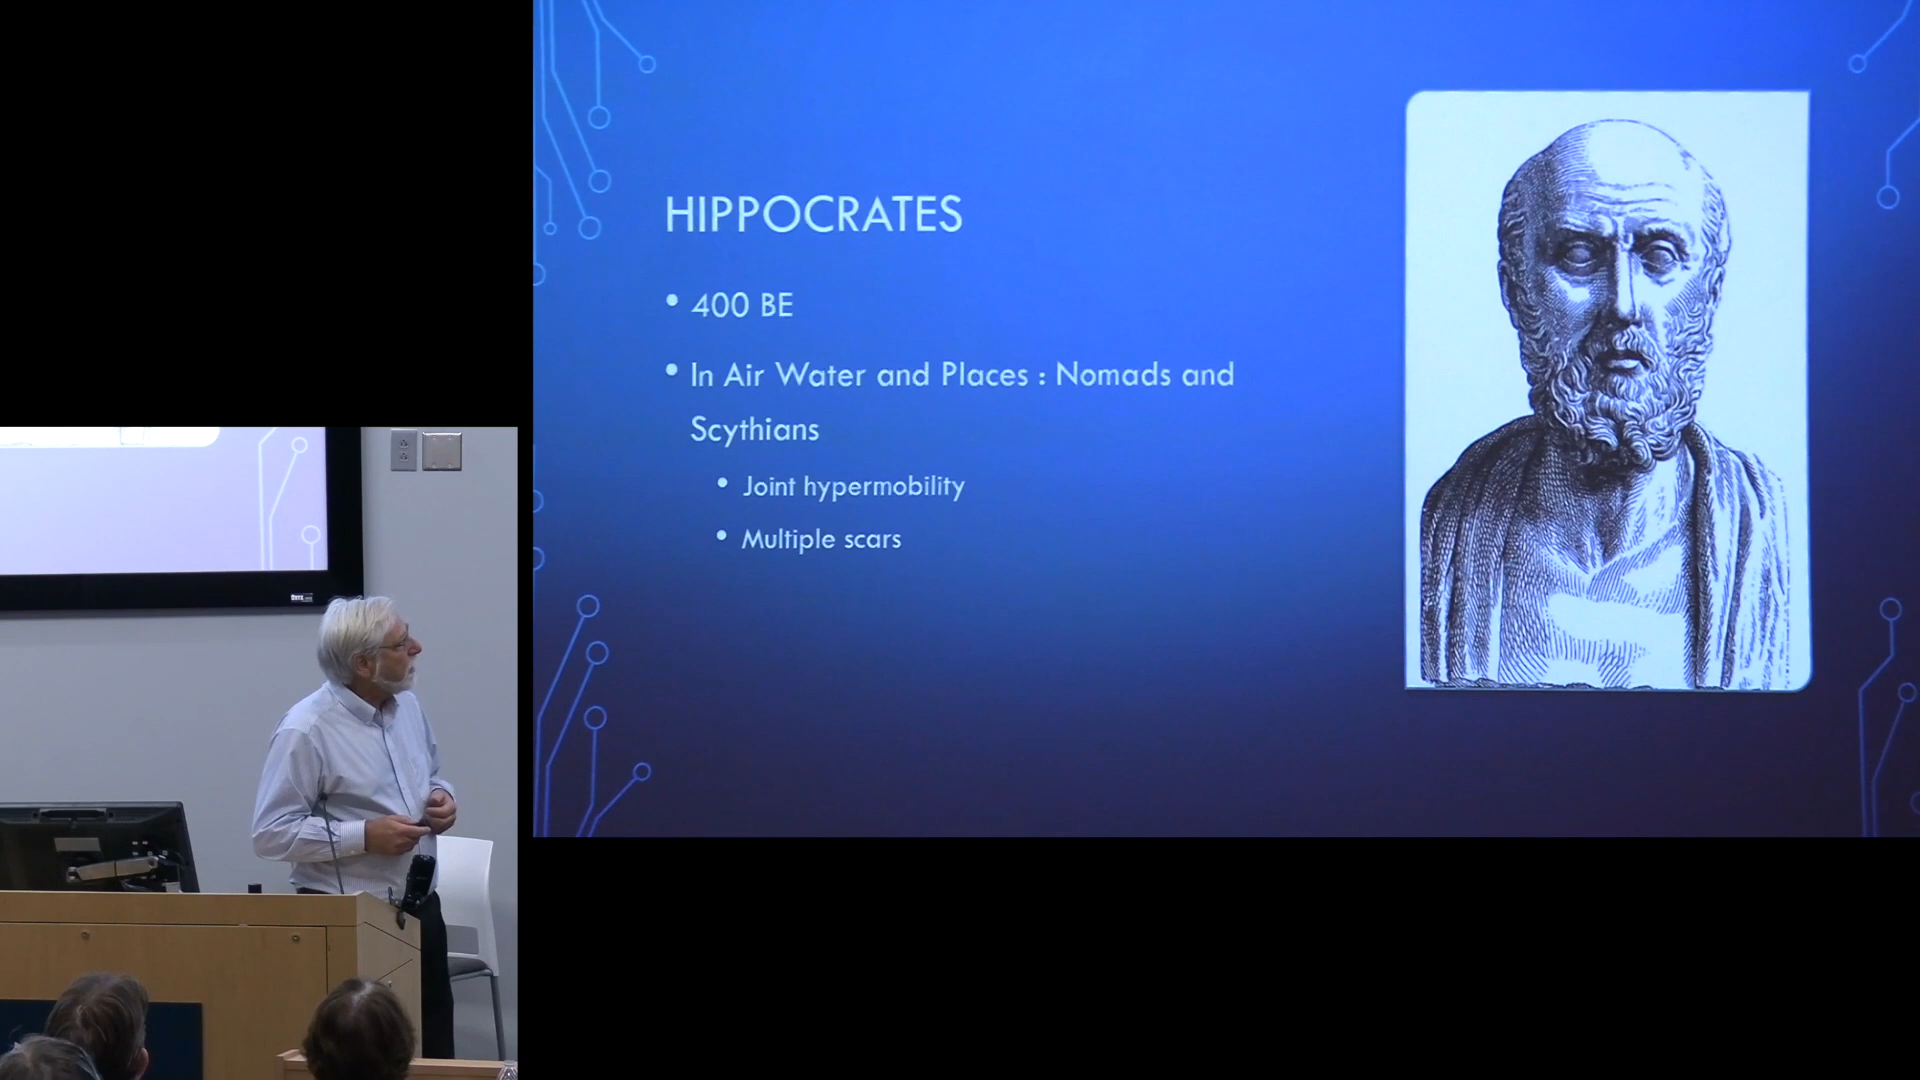 HIPPOCRATES
• 400 BE
• In Air Water and Places : Nomads and
Scythians
• Joint hypermobility
• Multiple scars